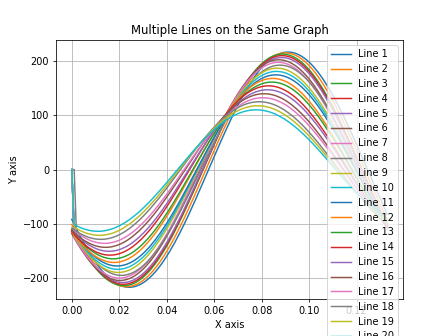 Multiple Lines on the Same Graph
Y axis
200
100
0
−100
−200
0.00
0.02
0.04
0.06
0.08
0.10
X axis
Line 1
Line 2
Line 3
Line 4
Line 5
Line 6
Line 7
Line 8
Line 9
Line 10
Line 11
Line 12
Line 13
Line 14
Line 15
Line 16
Line 17
Line 18
Line 19
Line 20